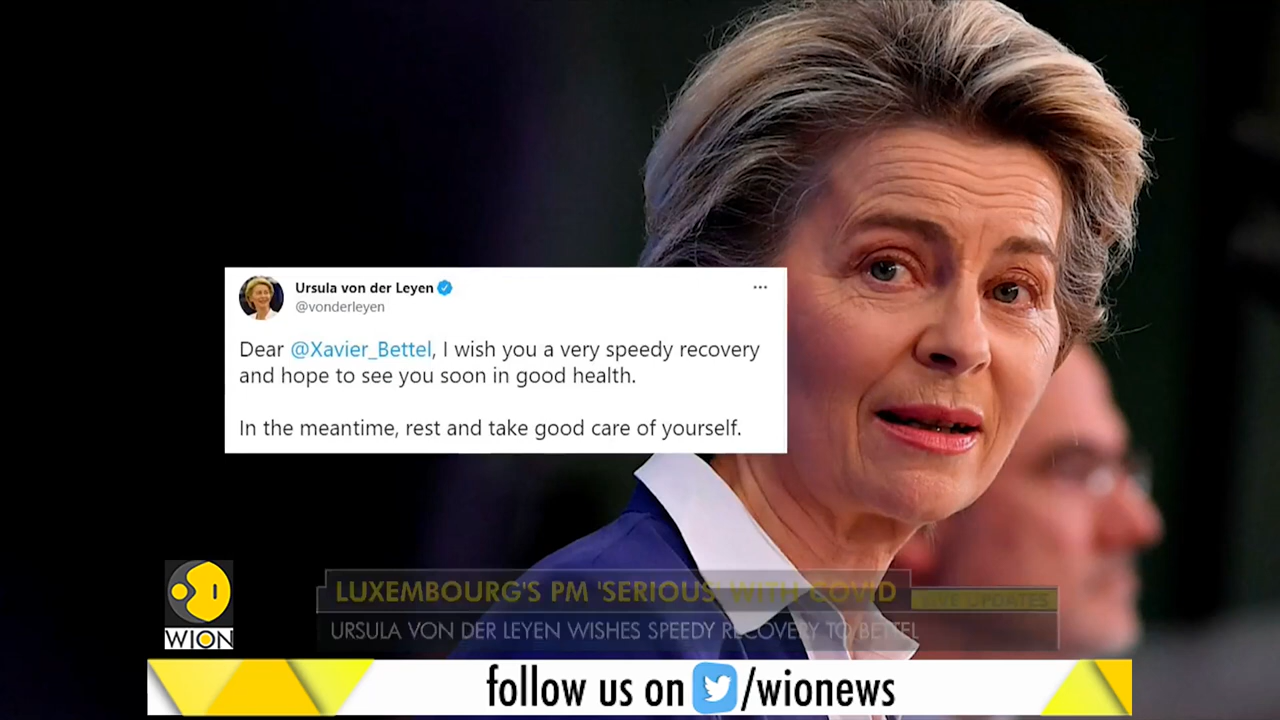 Ursula von der Leyen
@vonderleyen
Dear @Xavier_Bettel, I wish you a very speedy recovery
and hope to see you soon in good health.
In the meantime, rest and take good care of yourself.
LUXEMBOURG'S PM 'SERIOUS' WITH COVID
LIVE UPDATES
URSULA VON DER LEYEN WISHES SPEEDY RECOVERY TO BETTEL
WION
follow us on /wionews